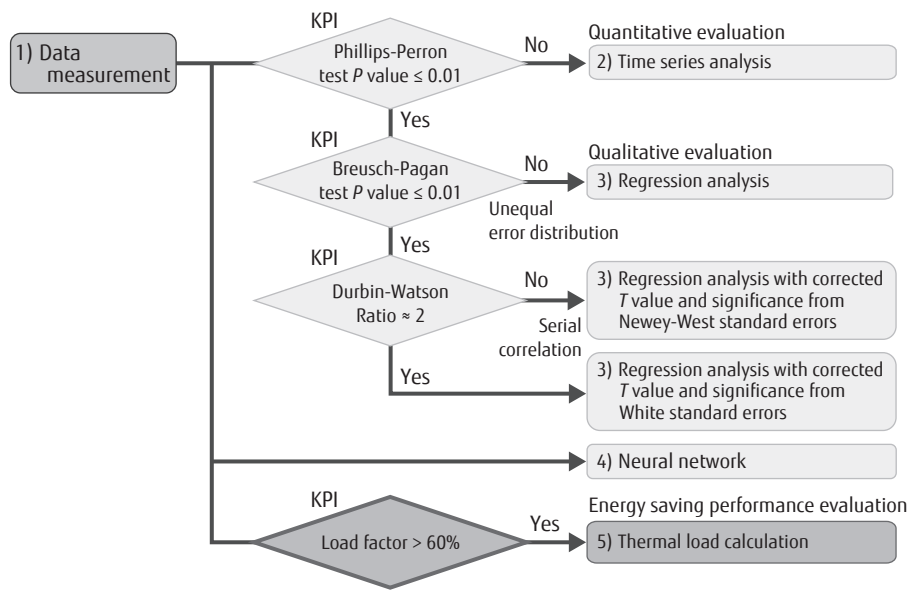 1) Data
measurement
KPI
Phillips-Perron
test P value ≤ 0.01
No
Quantitative evaluation
2) Time series analysis
Yes
KPI
Breusch-Pagan
test P value ≤ 0.01
No
Unequal
error distribution
Qualitative evaluation
3) Regression analysis
Yes
KPI
Durbin-Watson
Ratio ≈ 2
No
Serial
correlation
3) Regression analysis with corrected
T value and significance from
Newey-West standard errors
Yes
3) Regression analysis with corrected
T value and significance from
White standard errors
4) Neural network
KPI
Load factor > 60%
Yes
Energy saving performance evaluation
5) Thermal load calculation